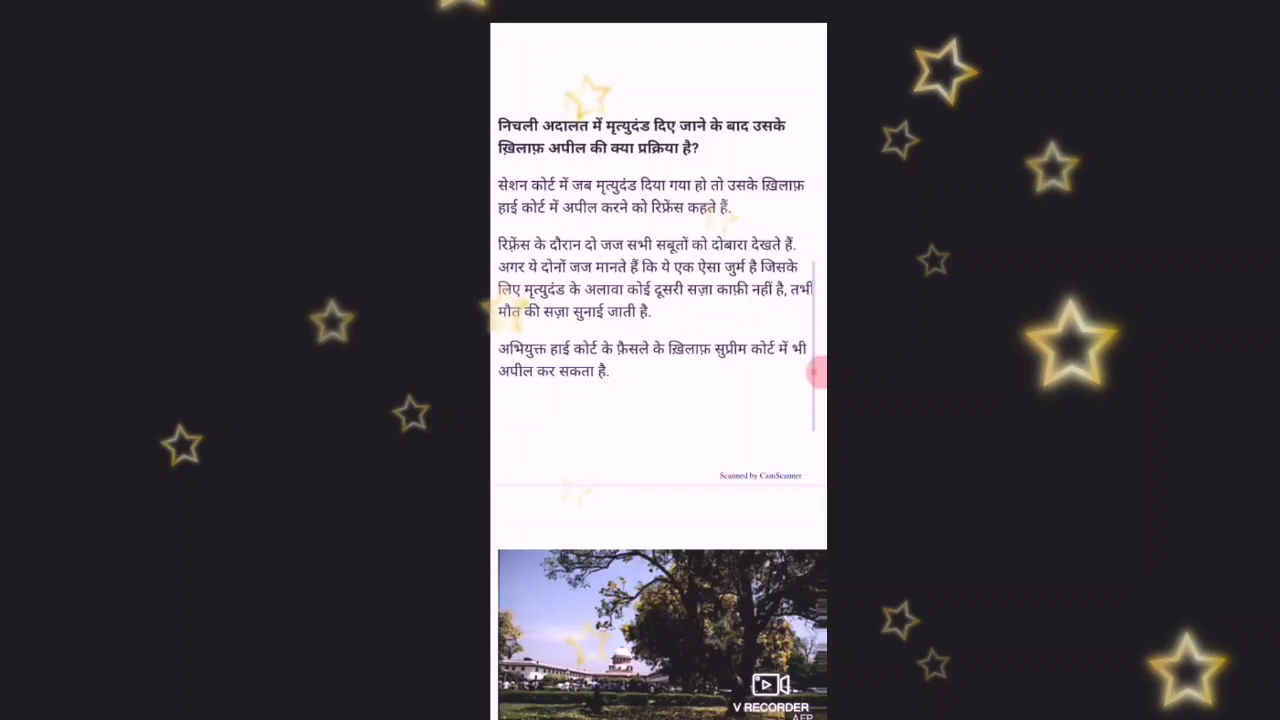 निचली अदालत में मृत्युदंड दिए जाने के बाद उसके
ख़िलाफ़ अपील की क्या प्रक्रिया है?
सेशन कोर्ट में जब मृत्युदंड दिया गया हो तो उसके ख़िलाफ़
हाई कोर्ट में अपील करने को रिफ्रेंस कहते हैं.
रिफ़्रेंस के दौरान दो जज सभी सबूतों को दोबारा देखते हैं.
अगर ये दोनों जज मानते हैं कि ये एक ऐसा जुर्म है जिसके
लिए मृत्युदंड के अलावा कोई दूसरी सज़ा काफ़ी नहीं है, तभी
मौत की सज़ा सुनाई जाती है.
अभियुक्त हाई कोर्ट के फ़ैसले के ख़िलाफ़ सुप्रीम कोर्ट में भी
अपील कर सकता है.
Scanned by CamScanner
V RECORDER
AFP